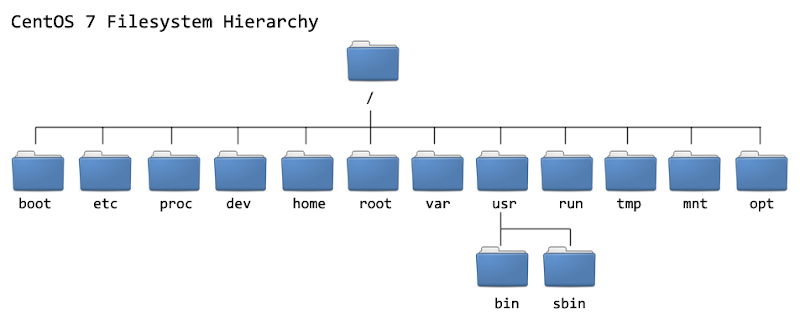 CentOS 7 Filesystem Hierarchy
/
boot etc proc dev home root var usr run tmp mnt opt
bin sbin